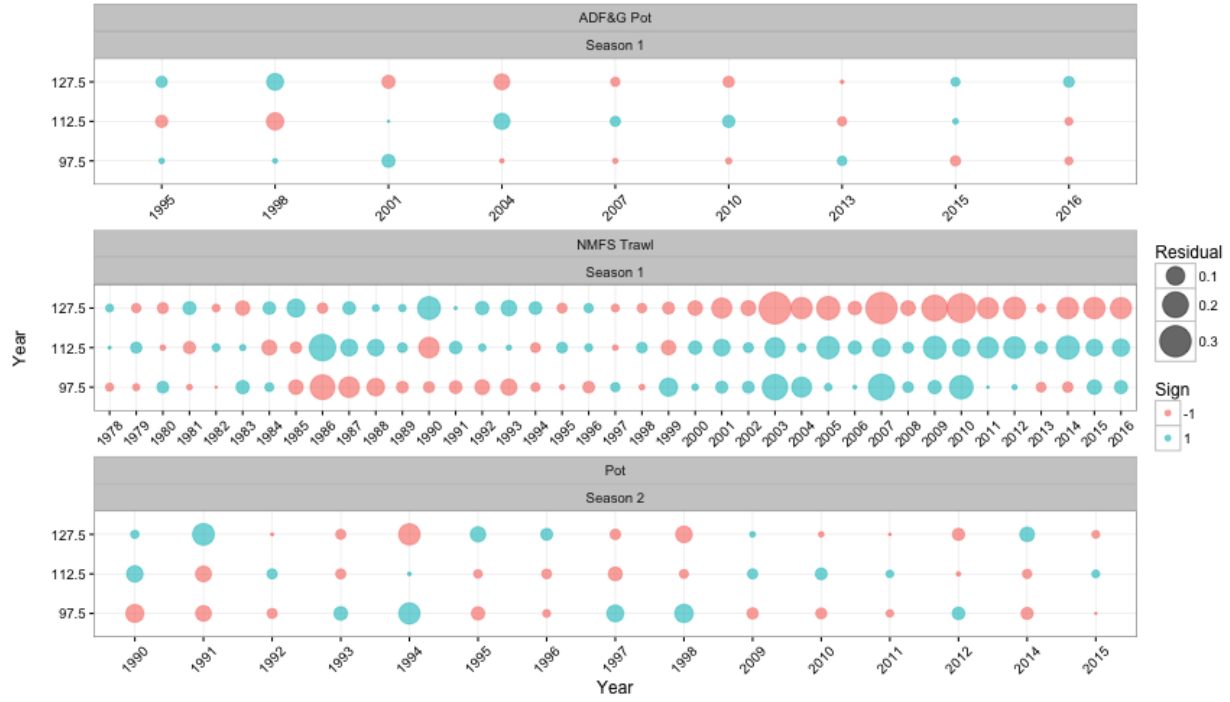 ADF&G Pot
Season 1
127.5
112.5
97.5
1995 1998 2001 2004 2007 2010 2013 2015 2016
NMFS Trawl
Season 1
127.5
112.5
97.5
1978 1979 1980 1981 1982 1983 1984 1985 1986 1987 1988 1989 1990 1991 1992 1993 1994 1995 1996 1997 1998 1999 2000 2001 2002 2003 2004 2005 2006 2007 2008 2009 2010 2011 2012 2013 2014 2015 2016
Pot
Season 2
127.5
112.5
97.5
1990 1991 1992 1993 1994 1995 1996 1997 1998 2009 2010 2011 2012 2014 2015
Year
Year
Residual
0.1
0.2
0.3
Sign
-1
1